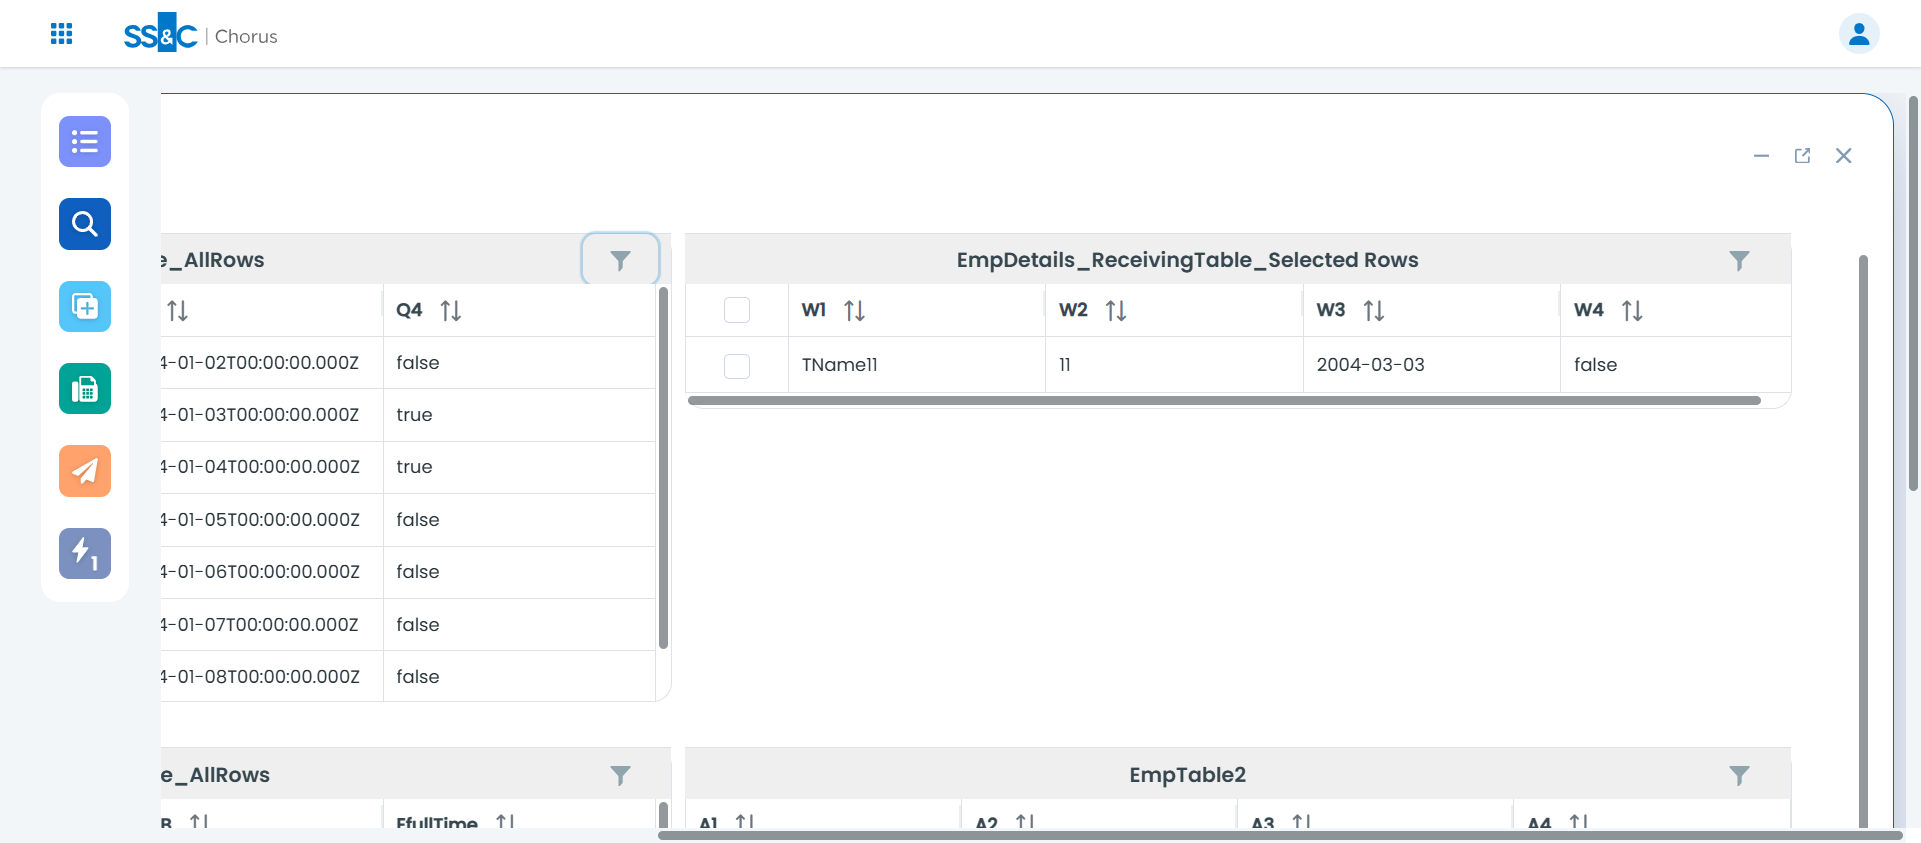 SS&C | Chorus
e_AllRows
Q4
4-01-02T00:00:00.000Z false
4-01-03T00:00:00.000Z true
4-01-04T00:00:00.000Z true
4-01-05T00:00:00.000Z false
4-01-06T00:00:00.000Z false
4-01-07T00:00:00.000Z false
4-01-08T00:00:00.000Z false
EmpDetails_ReceivingTable_Selected Rows
W1 W2 W3 W4
TName11 11 2004-03-03 false
1
e_AllRows
B EfullTime
EmpTable2
A1 A2 A3 A4